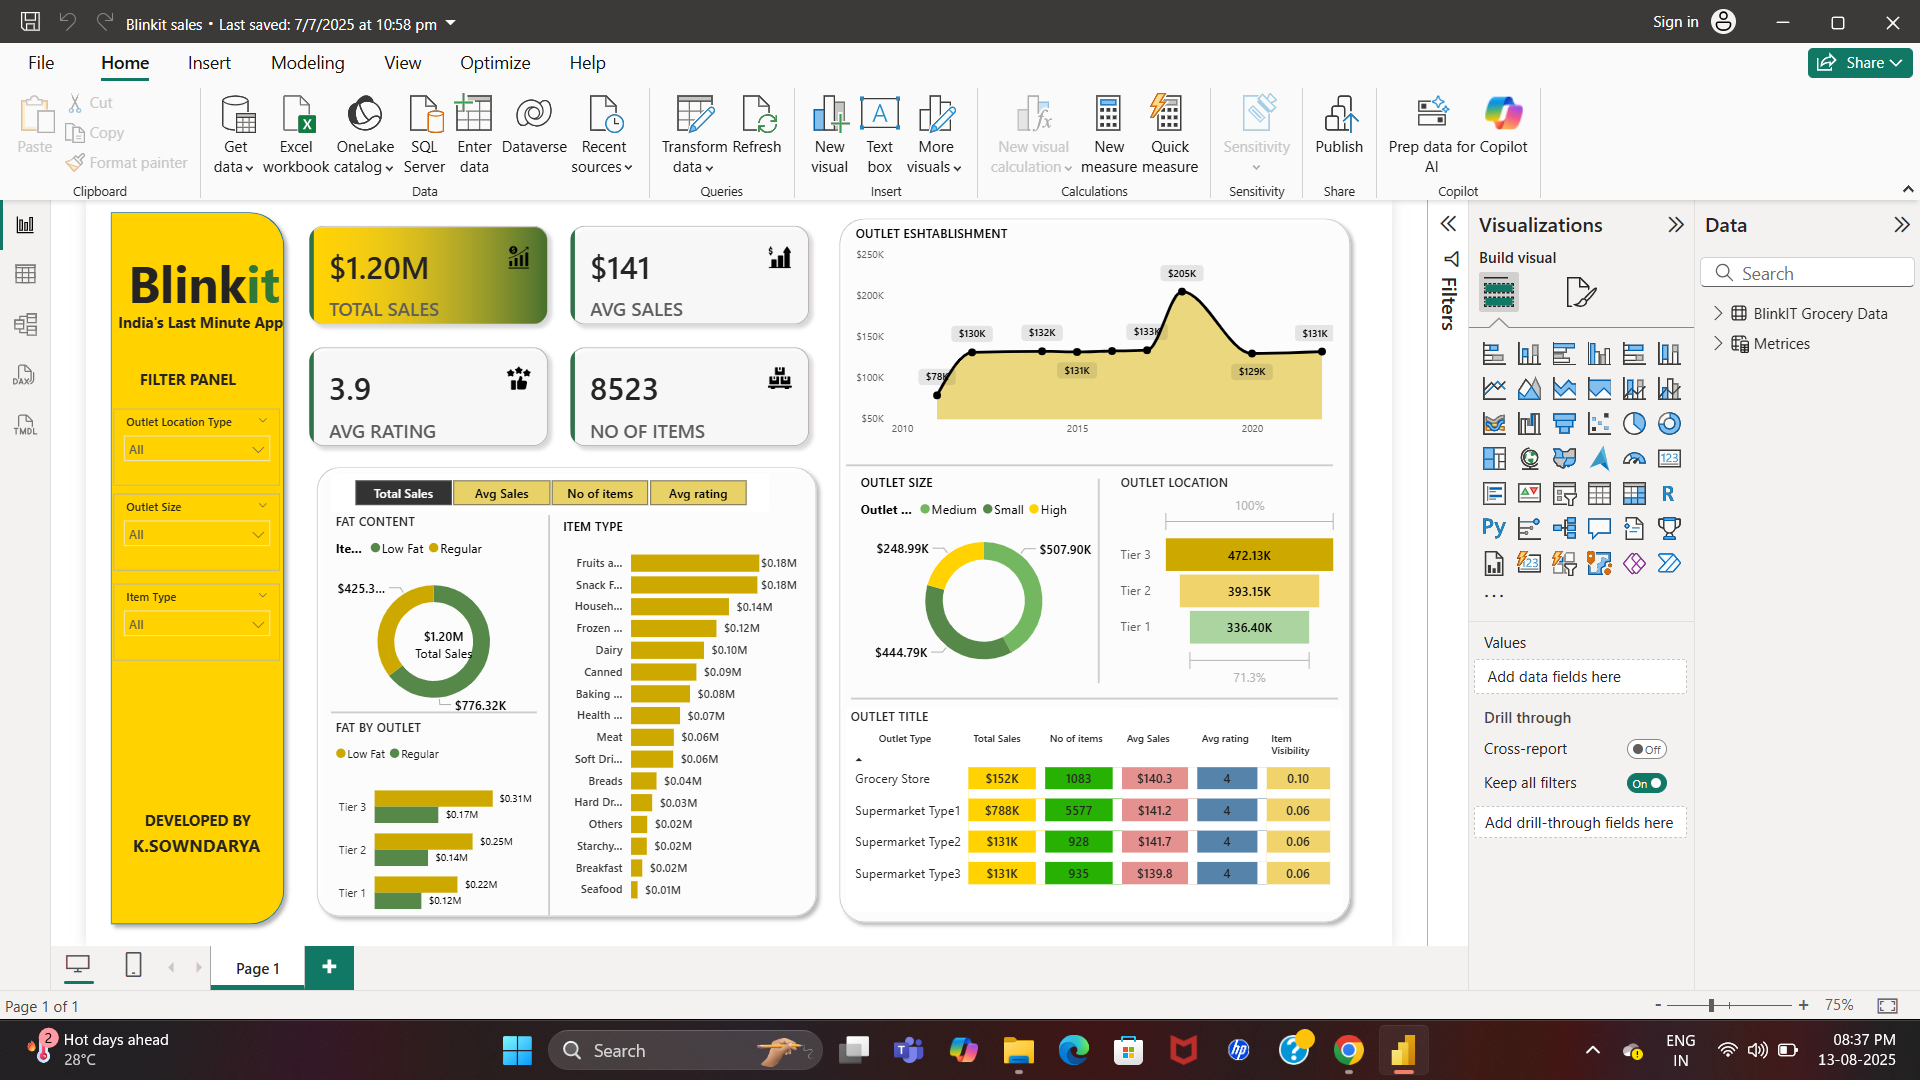 Blinkit sales • Last saved: 7/7/2025 at 10:58 pm
Sign in
File
Home
Insert
Modeling
View
Optimize
Help
Share
Paste
Cut
Copy
Format painter
Clipboard
Get data
Excel workbook
OneLake catalog
SQL Server
Enter data
Dataverse
Recent sources
Data
Transform data
Refresh
Queries
New visual
Text box
More visuals
Insert
New visual calculation
New measure
Quick measure
Calculations
Sensitivity
Sensitivity
Publish
Share
Prep data for AI
Copilot
Copilot
Blinkit
India's Last Minute App
FILTER PANEL
Outlet Location Type
All
Outlet Size
All
Item Type
All
DEVELOPED BY
K.SOWNDARYA
$1.20M
TOTAL SALES
$141
AVG SALES
3.9
AVG RATING
8523
NO OF ITEMS
Total Sales
Avg Sales
No of items
Avg rating
FAT CONTENT
Ite...
Low Fat
Regular
$425.3...
$1.20M
Total Sales
$776.32K
FAT BY OUTLET
Low Fat
Regular
Tier 3
$0.31M
$0.17M
Tier 2
$0.25M
$0.14M
Tier 1
$0.22M
$0.12M
ITEM TYPE
Fruits a... $0.18M
Snack F... $0.18M
Househ... $0.14M
Frozen ... $0.12M
Dairy $0.10M
Canned $0.09M
Baking ... $0.08M
Health ... $0.07M
Meat $0.06M
Soft Dri... $0.06M
Breads $0.04M
Hard Dr... $0.03M
Others $0.02M
Starchy... $0.02M
Breakfast $0.02M
Seafood $0.01M
OUTLET ESHTABLISHMENT
$250K
$200K
$150K
$100K
$50K
2010
2015
2020
$78K
$130K
$132K
$131K
$133K
$205K
$129K
$131K
OUTLET SIZE
Outlet ...
Medium
Small
High
$248.99K
$507.90K
$444.79K
OUTLET LOCATION
100%
Tier 3 472.13K
Tier 2 393.15K
Tier 1 336.40K
71.3%
OUTLET TITLE
Outlet Type Total Sales No of items Avg Sales Avg rating Item Visibility
Grocery Store $152K 1083 $140.3 4 0.10
Supermarket Type1 $788K 5577 $141.2 4 0.06
Supermarket Type2 $131K 928 $141.7 4 0.06
Supermarket Type3 $131K 935 $139.8 4 0.06
Filters
Visualizations
Build visual
123
R
Py
123
...
Values
Add data fields here
Drill through
Cross-report
Off
Keep all filters
On
Add drill-through fields here
Data
Search
BlinkIT Grocery Data
Metrices
DAX
TMDL
Page 1
+
Page 1 of 1
- + 75%
2
Hot days ahead
28°C
Search
hp
ENG
IN
08:37 PM
13-08-2025